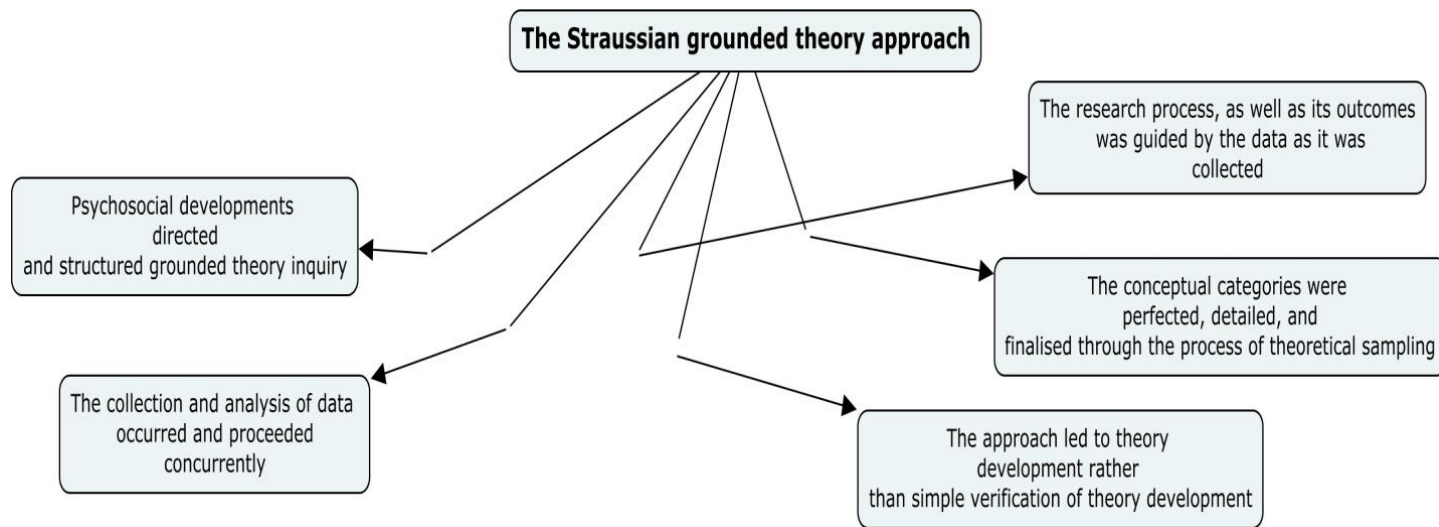 The Straussian grounded theory approach
The research process, as well as its outcomes
was guided by the data as it was
collected
Psychosocial developments
directed
and structured grounded theory inquiry
The conceptual categories were
perfected, detailed, and
finalised through the process of theoretical sampling
The collection and analysis of data
occurred and proceeded
concurrently
The approach led to theory
development rather
than simple verification of theory development